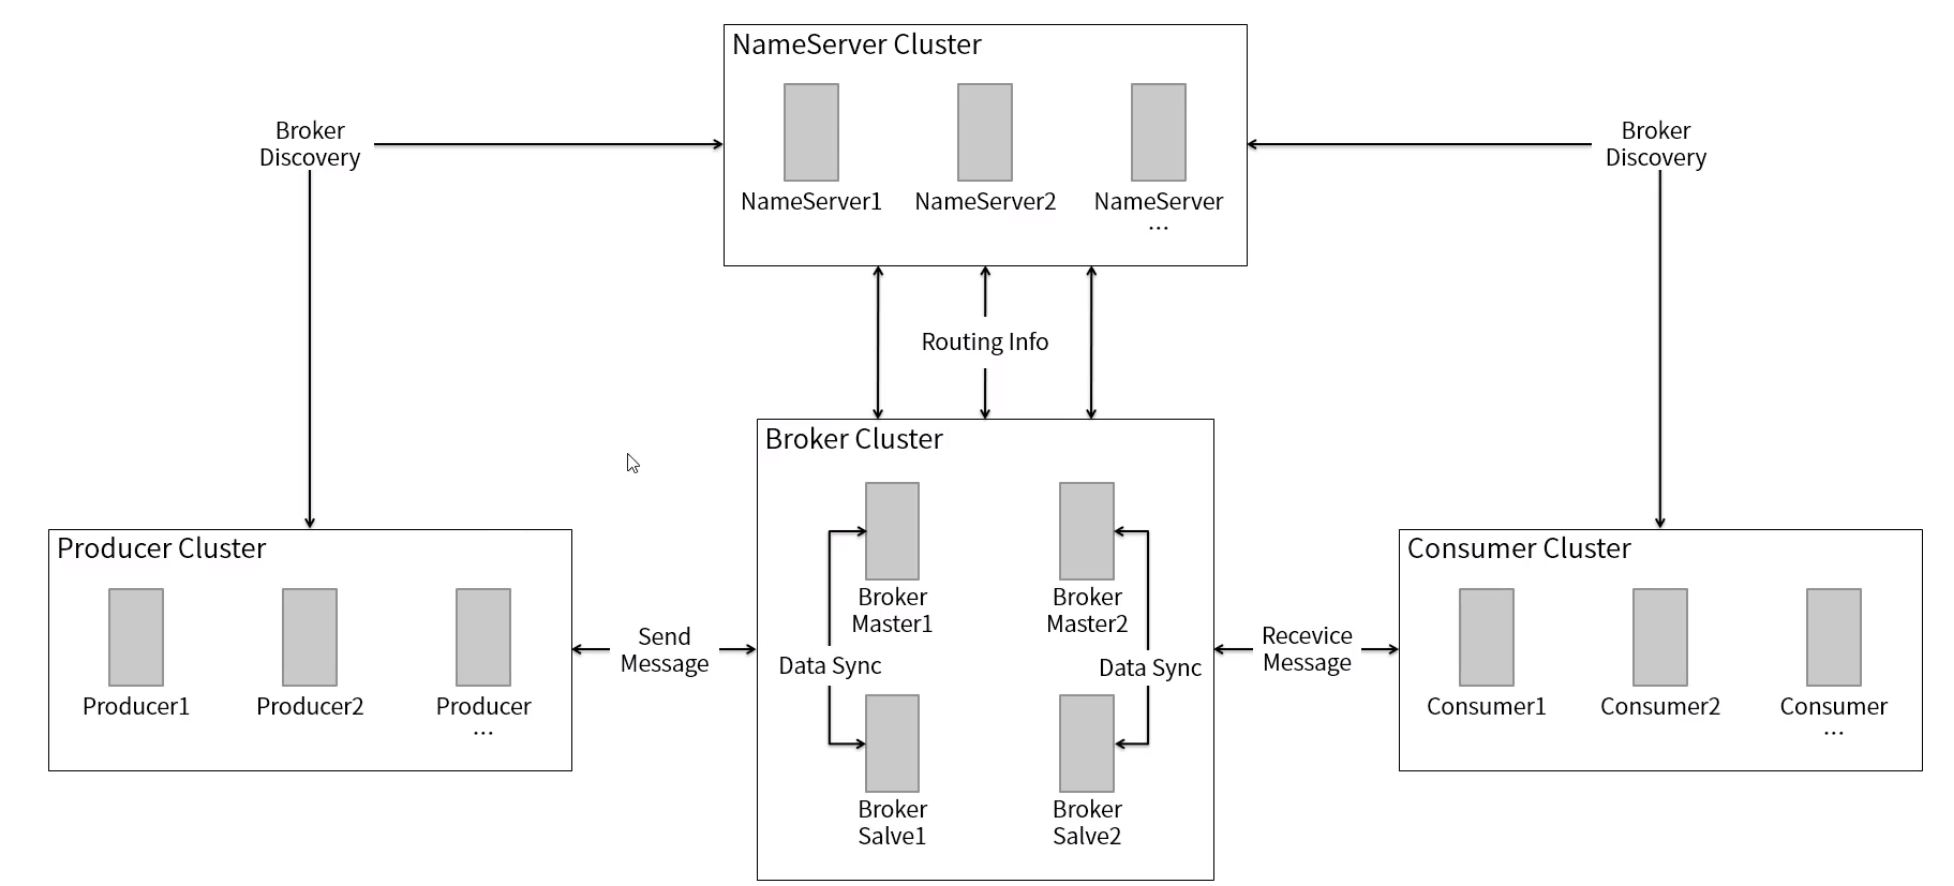 NameServer Cluster
NameServer1
NameServer2
NameServer
...
Broker
Discovery
Broker
Discovery
Routing Info
Broker Cluster
Broker
Master1
Broker
Master2
Data Sync
Data Sync
Broker
Salve1
Broker
Salve2
Producer Cluster
Producer1
Producer2
Producer
...
Send
Message
Recevice
Message
Consumer Cluster
Consumer1
Consumer2
Consumer
...